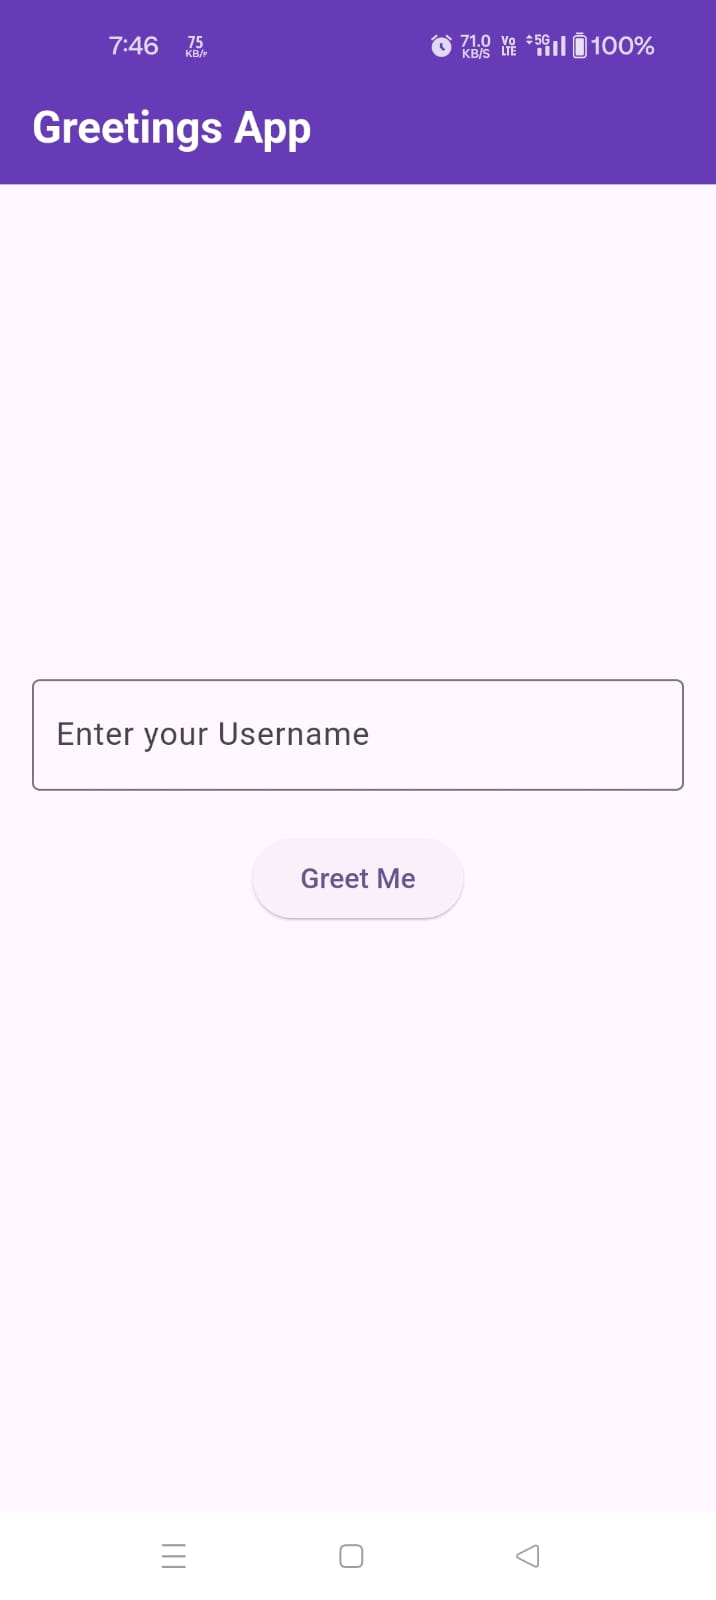 7:46 75 KB/s 71.0 KB/S Vo LTE 5G 100%
Greetings App
Enter your Username
Greet Me